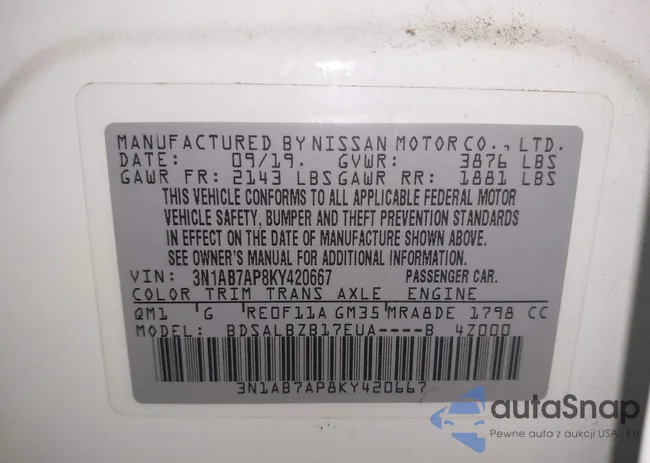 MANUFACTURED BY NISSAN MOTOR CO., LTD.
DATE: 09/19. GVWR: 3876 LBS
GAWR FR: 2143 LBS GAWR RR: 1881 LBS
THIS VEHICLE CONFORMS TO ALL APPLICABLE FEDERAL MOTOR
VEHICLE SAFETY, BUMPER AND THEFT PREVENTION STANDARDS
IN EFFECT ON THE DATE OF MANUFACTURE SHOWN ABOVE.
SEE OWNER'S MANUAL FOR ADDITIONAL INFORMATION.
VIN: 3N1AB7AP8KY420667 PASSENGER CAR.
COLOR TRIM TRANS AXLE ENGINE
QM1 G RE0F11A GM35 MRA8DE 1798 CC
MODEL: BDSALBZB17EUA----B 4Z000
3N1AB7AP8KY420667
autaSnap
Pewne auta z aukcji USA - EU